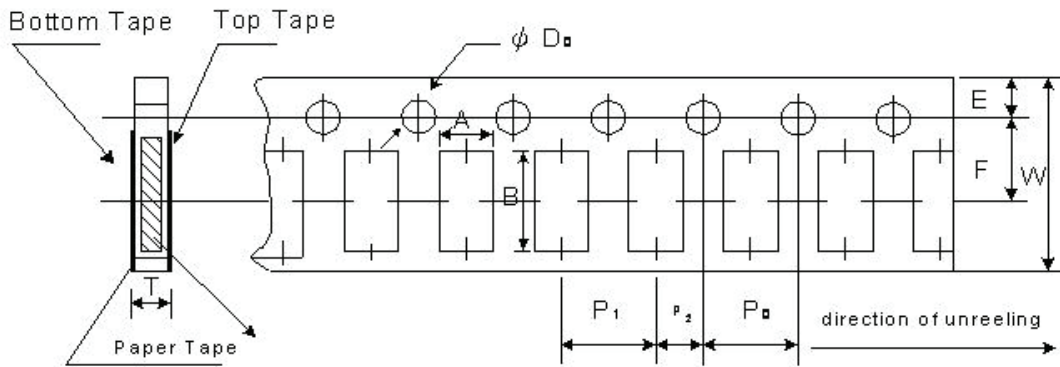 Bottom Tape
Top Tape
ϕ D₀
A
E
B
F
W
T
P₁
P₂
P₀
direction of unreeling
Paper Tape